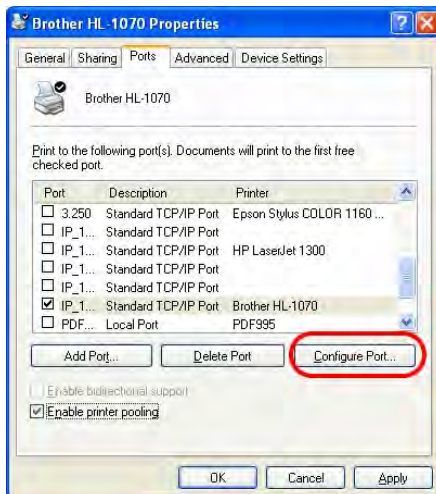 Brother HL-1070 Properties
General Sharing Ports Advanced Device Settings
Brother HL-1070
Print to the following port(s). Documents will print to the first free
checked port.
Port Description Printer
3.250 Standard TCP/IP Port Epson Stylus COLOR 1160 ...
IP_1... Standard TCP/IP Port
IP_1... Standard TCP/IP Port HP LaserJet 1300
IP_1... Standard TCP/IP Port
IP_1... Standard TCP/IP Port
IP_1... Standard TCP/IP Port Brother HL-1070
PDF... Local Port PDF995
Add Port... Delete Port Configure Port...
Enable bidirectional support
Enable printer pooling
OK Cancel Apply